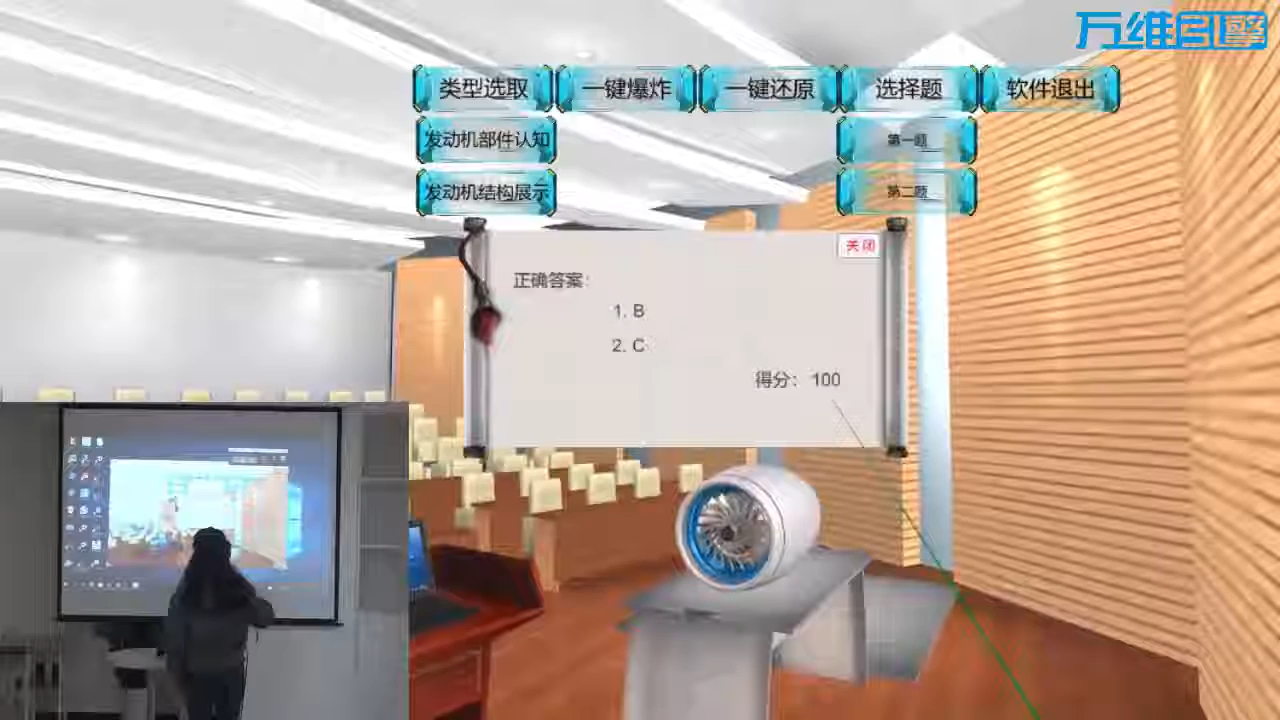 万维引擎
类型选取 一键爆炸 一键还原 选择题 软件退出
发动机部件认知 第一题
发动机结构展示 第二题
关闭
正确答案：
1. B
2. C
得分： 100